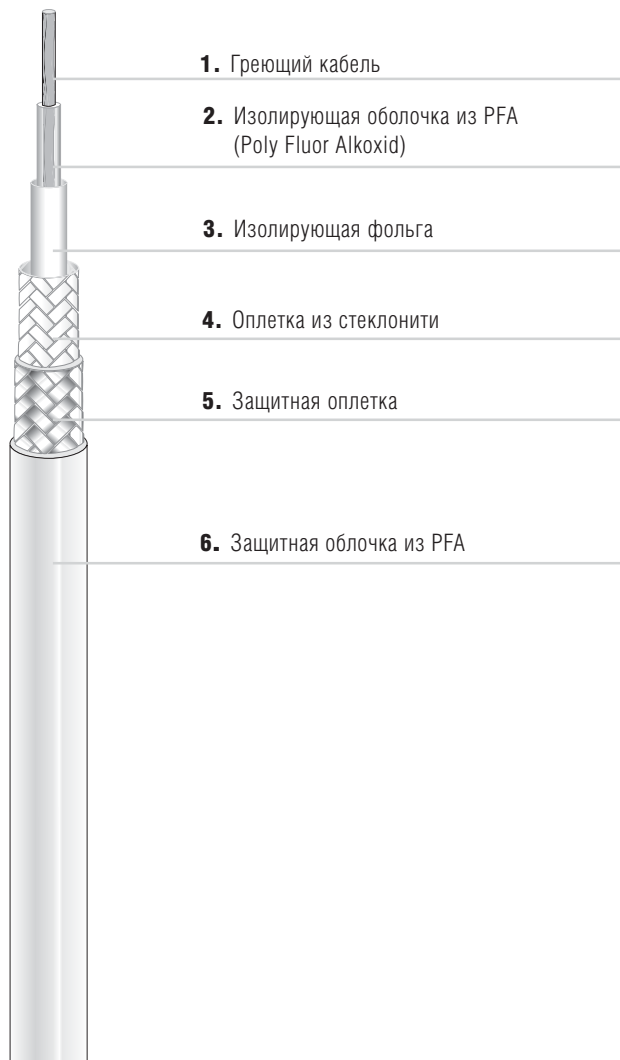 1. Греющий кабель
2. Изолирующая оболочка из PFA
(Poly Fluor Alkoxid)
3. Изолирующая фольга
4. Оплетка из стеклонити
5. Защитная оплетка
6. Защитная облочка из PFA